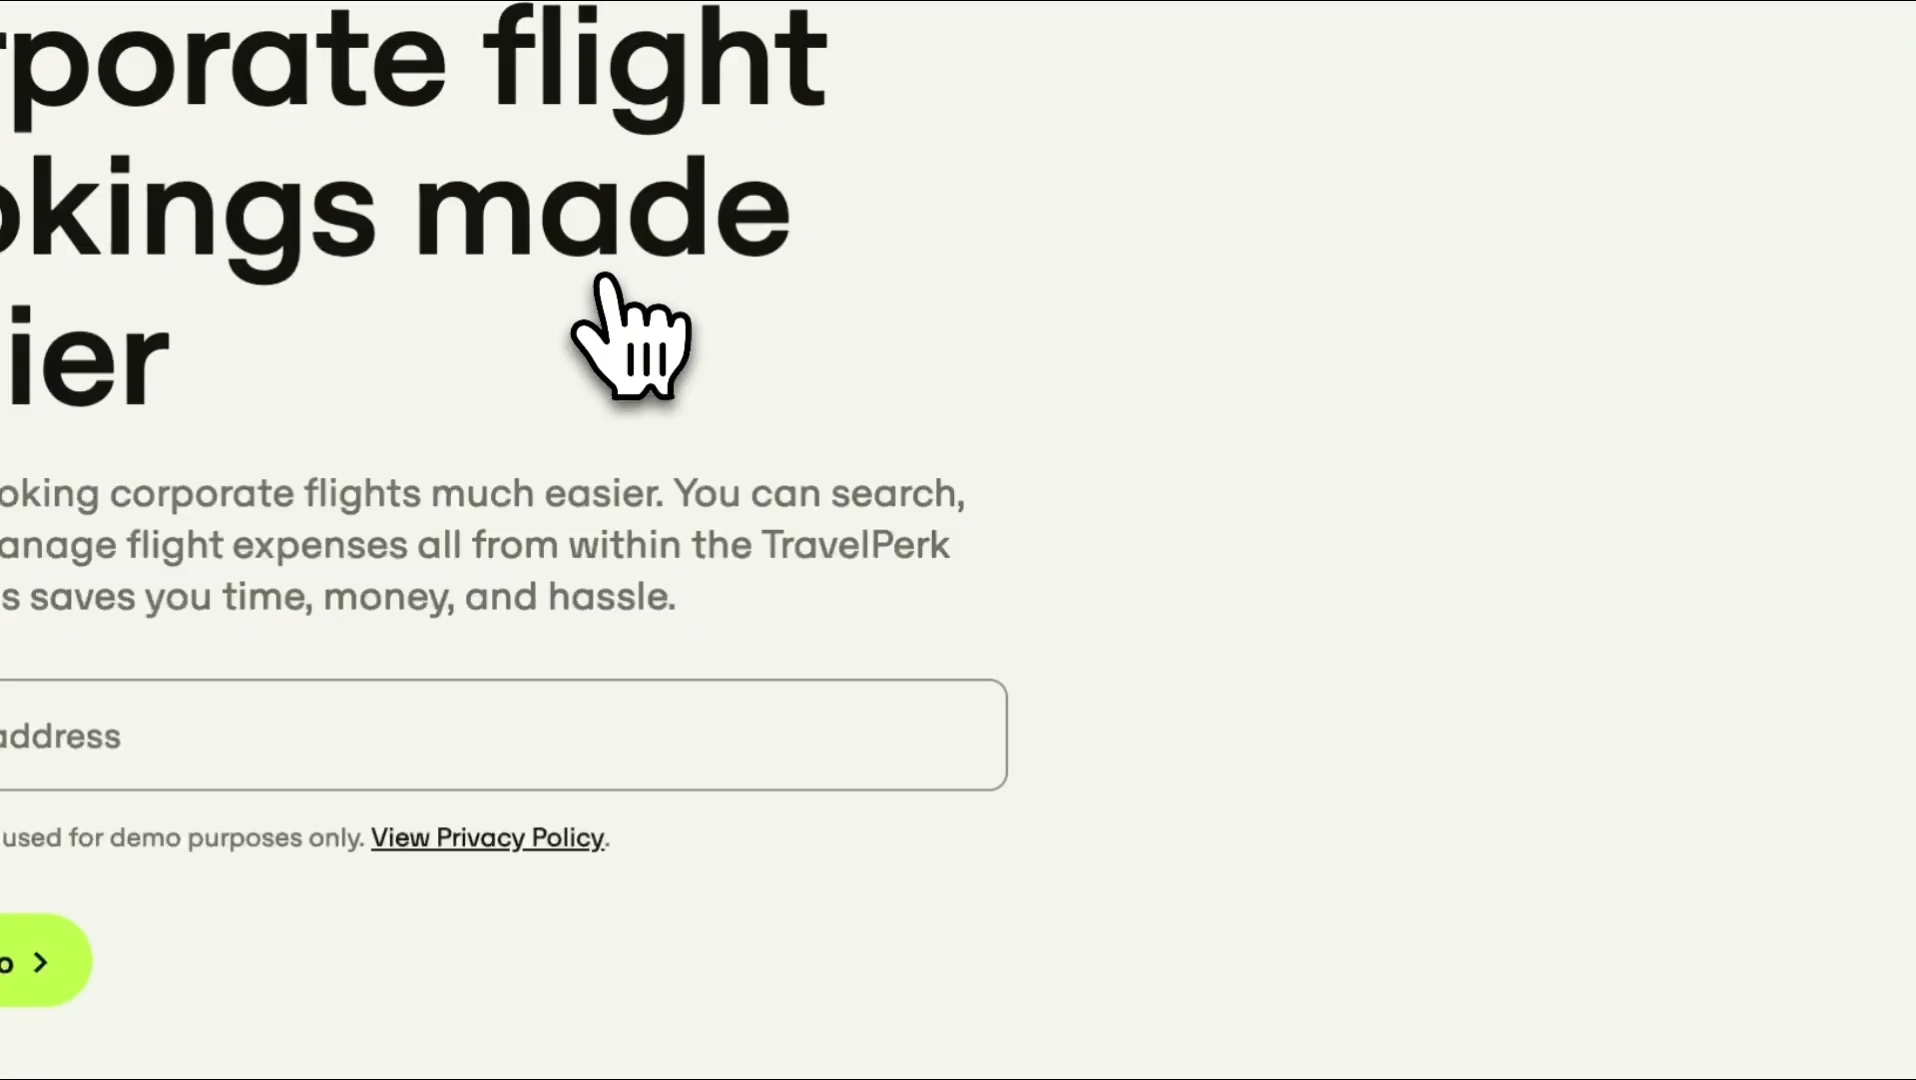 rporate flight
okings made
ier
oking corporate flights much easier. You can search,
anage flight expenses all from within the TravelPerk
s saves you time, money, and hassle.
address
used for demo purposes only. View Privacy Policy.
o